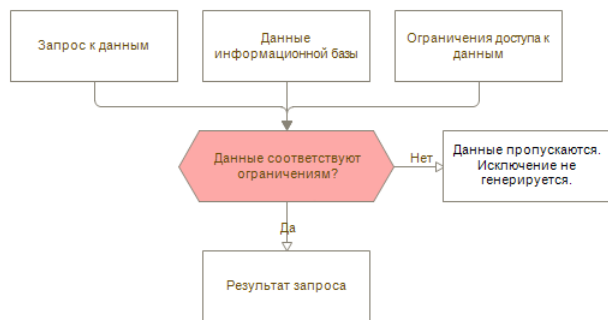 Запрос к данным
Данные
информационной базы
Ограничения доступа к
данным
Данные соответствуют
ограничениям?
Нет
Данные пропускаются.
Исключение не
генерируется.
Да
Результат запроса